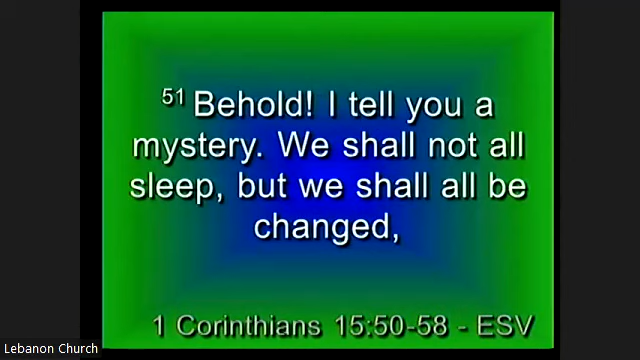 51 Behold! I tell you a
mystery. We shall not all
sleep, but we shall all be
changed,
1 Corinthians 15:50-58 - ESV
Lebanon Church